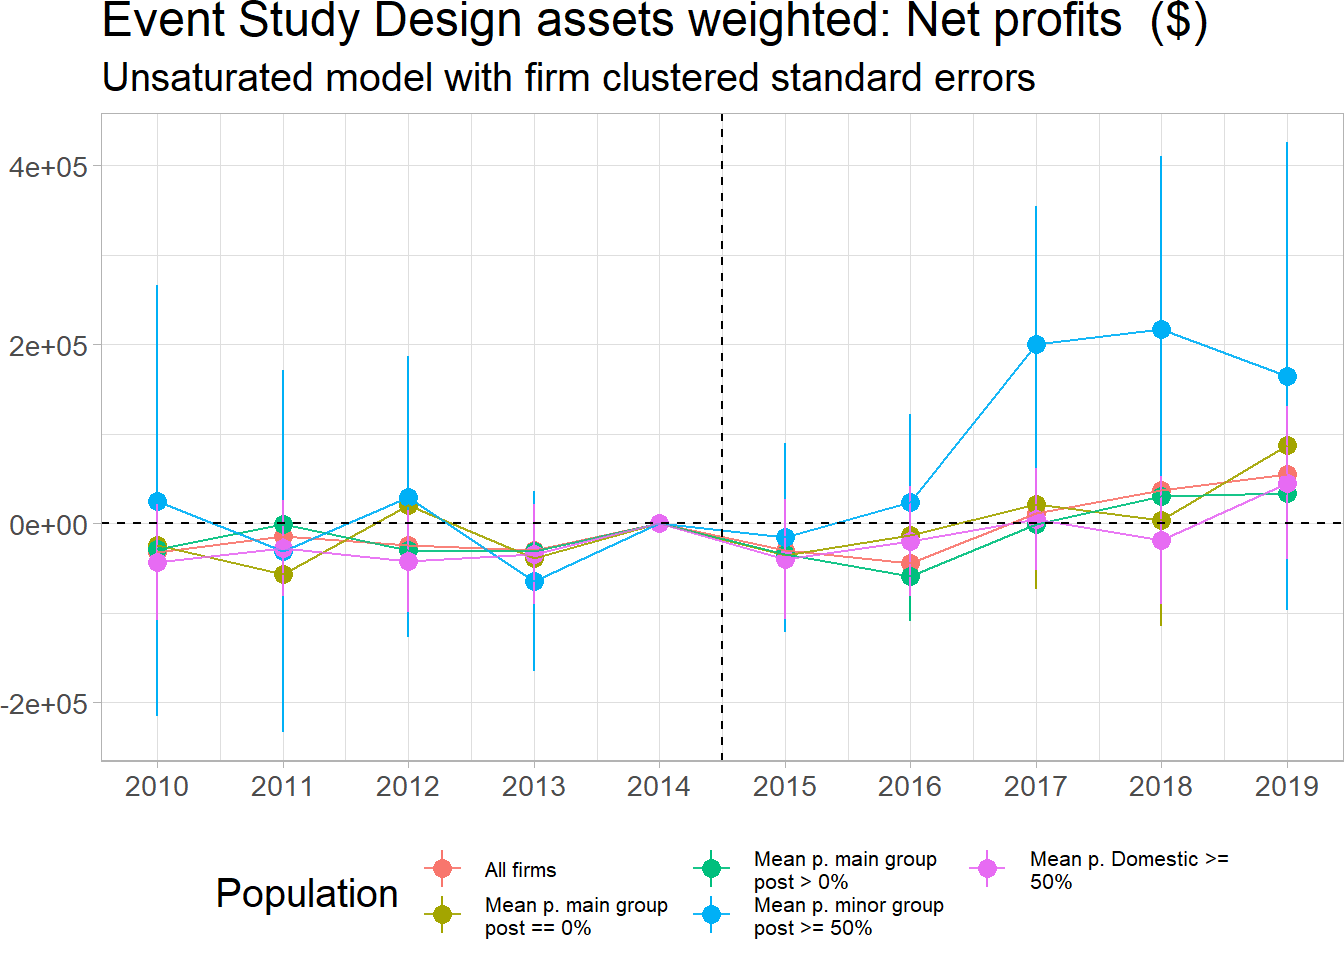 Event Study Design assets weighted: Net profits  ($)
Unsaturated model with firm clustered standard errors
4e+05
2e+05
0e+00
-2e+05
2010 2011 2012 2013 2014 2015 2016 2017 2018 2019
Population
All firms
Mean p. main group
post == 0%
Mean p. main group
post > 0%
Mean p. minor group
post >= 50%
Mean p. Domestic >=
50%